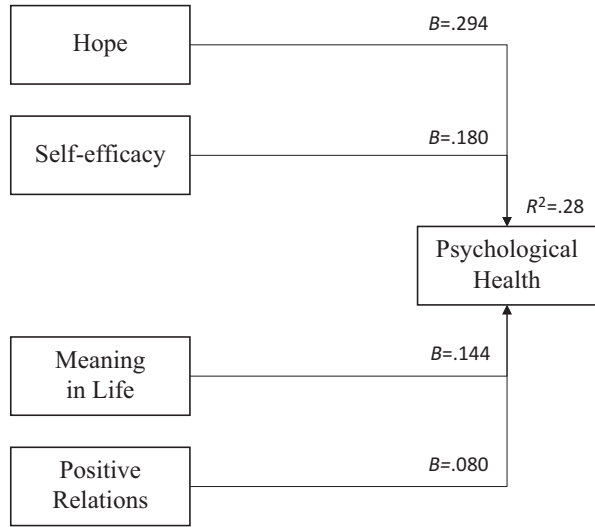 Hope
B=.294
Self-efficacy
B=.180
R²=.28
Psychological
Health
Meaning
in Life
B=.144
Positive
Relations
B=.080